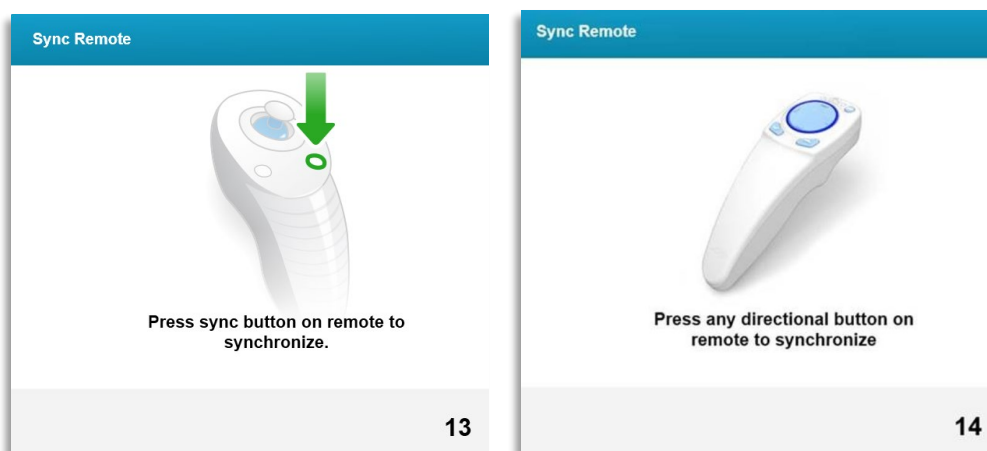 Sync Remote
Press sync button on remote to
synchronize.
13
Sync Remote
Press any directional button on
remote to synchronize
14